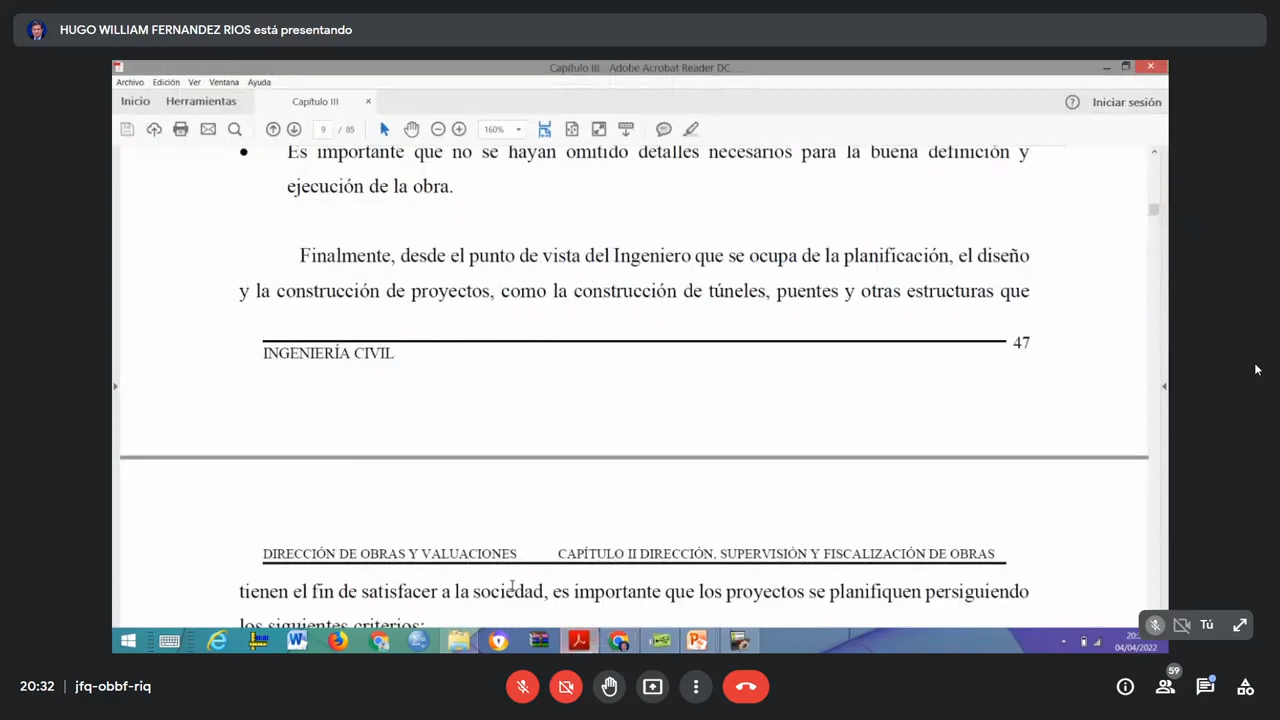 HUGO WILLIAM FERNANDEZ RIOS está presentando
Capítulo III - Adobe Acrobat Reader DC
Archivo Edición Ver Ventana Ayuda
Inicio Herramientas Capítulo III × Iniciar sesión
9 / 85 160%
• Es importante que no se hayan omitido detalles necesarios para la buena definición y
ejecución de la obra.
Finalmente, desde el punto de vista del Ingeniero que se ocupa de la planificación, el diseño
y la construcción de proyectos, como la construcción de túneles, puentes y otras estructuras que
47
INGENIERÍA CIVIL
DIRECCIÓN DE OBRAS Y VALUACIONES CAPÍTULO II DIRECCIÓN, SUPERVISIÓN Y FISCALIZACIÓN DE OBRAS
tienen el fin de satisfacer a la sociedad, es importante que los proyectos se planifiquen persiguiendo
los siguientes criterios:
Tú
04/04/2022
59
20:32 | jfq-obbf-riq